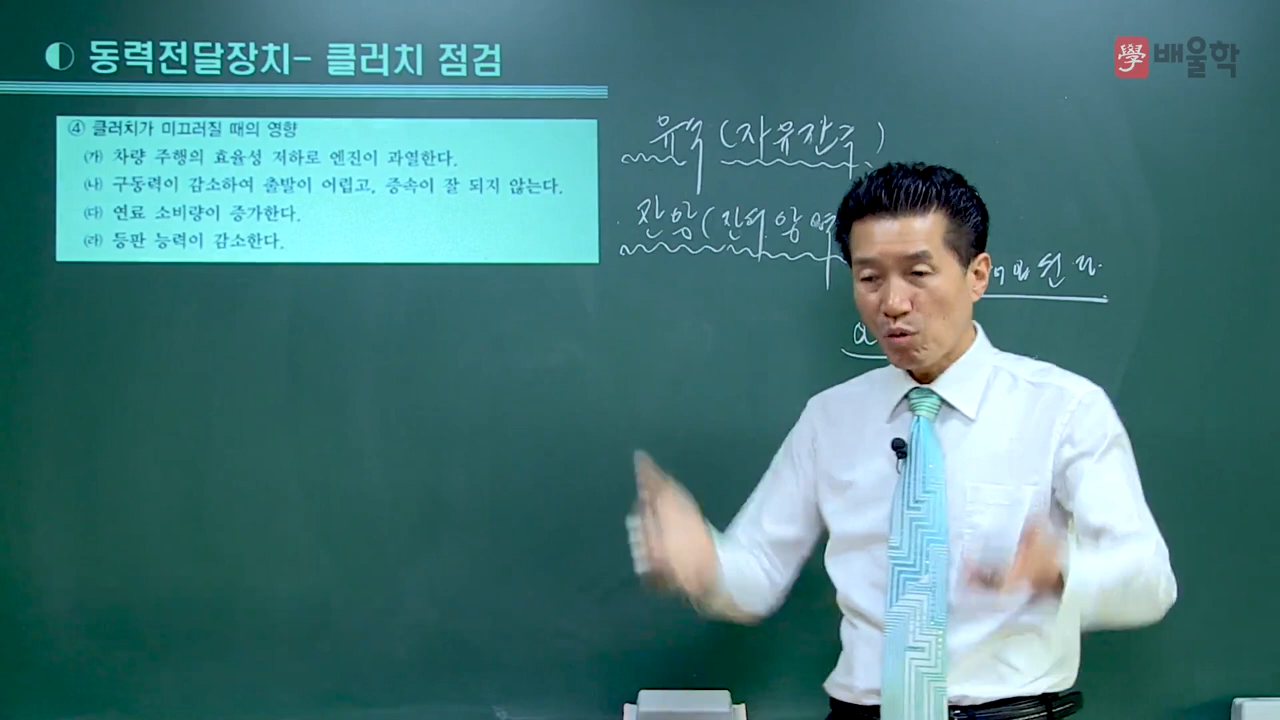 동력전달장치- 클러치 점검
學 배울학
④ 클러치가 미끄러질 때의 영향
㈎ 차량 주행의 효율성 저하로 엔진이 과열한다.
㈏ 구동력이 감소하여 출발이 어렵고, 증속이 잘 되지 않는다.
㈐ 연료 소비량이 증가한다.
㈑ 등판 능력이 감소한다.
유격 (자유간극)